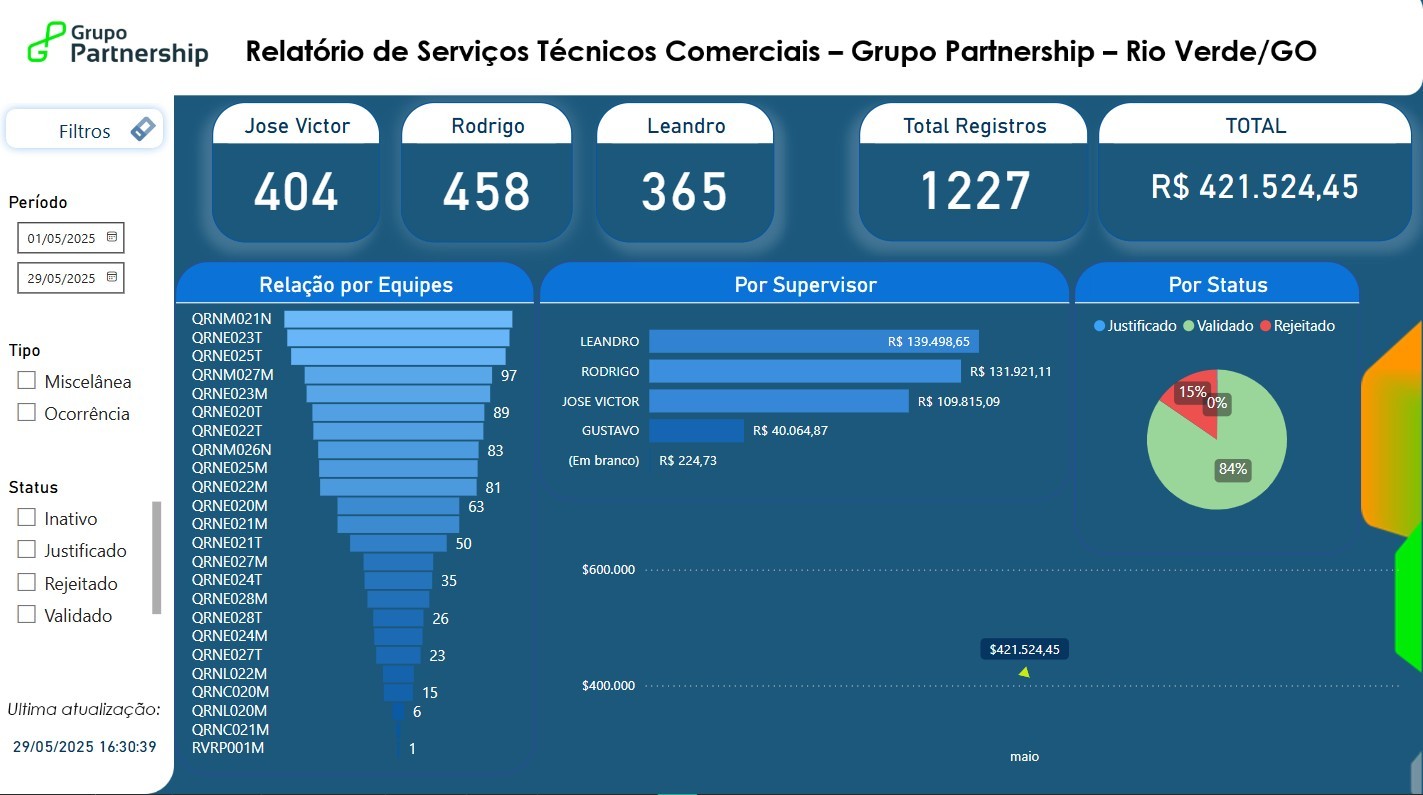 Grupo
Partnership
Relatório de Serviços Técnicos Comerciais – Grupo Partnership – Rio Verde/GO
Filtros
Período
01/05/2025
29/05/2025
Tipo
Miscelânea
Ocorrência
Status
Inativo
Justificado
Rejeitado
Validado
Ultima atualização:
29/05/2025 16:30:39
Jose Victor
404
Rodrigo
458
Leandro
365
Total Registros
1227
TOTAL
R$ 421.524,45
Relação por Equipes
QRNM021N
QRNE023T
QRNE025T
QRNM027M 97
QRNE023M
QRNE020T 89
QRNE022T
QRNM026N 83
QRNE025M
QRNE022M 81
QRNE020M 63
QRNE021M
QRNE021T 50
QRNE027M
QRNE024T 35
QRNE028M
QRNE028T 26
QRNE024M
QRNE027T 23
QRNL022M
QRNC020M 15
QRNL020M 6
QRNC021M
RVRP001M 1
Por Supervisor
LEANDRO R$ 139.498,65
RODRIGO R$ 131.921,11
JOSE VICTOR R$ 109.815,09
GUSTAVO R$ 40.064,87
(Em branco) R$ 224,73
Por Status
Justificado Validado Rejeitado
15%
0%
84%
$600.000
$421.524,45
$400.000
maio